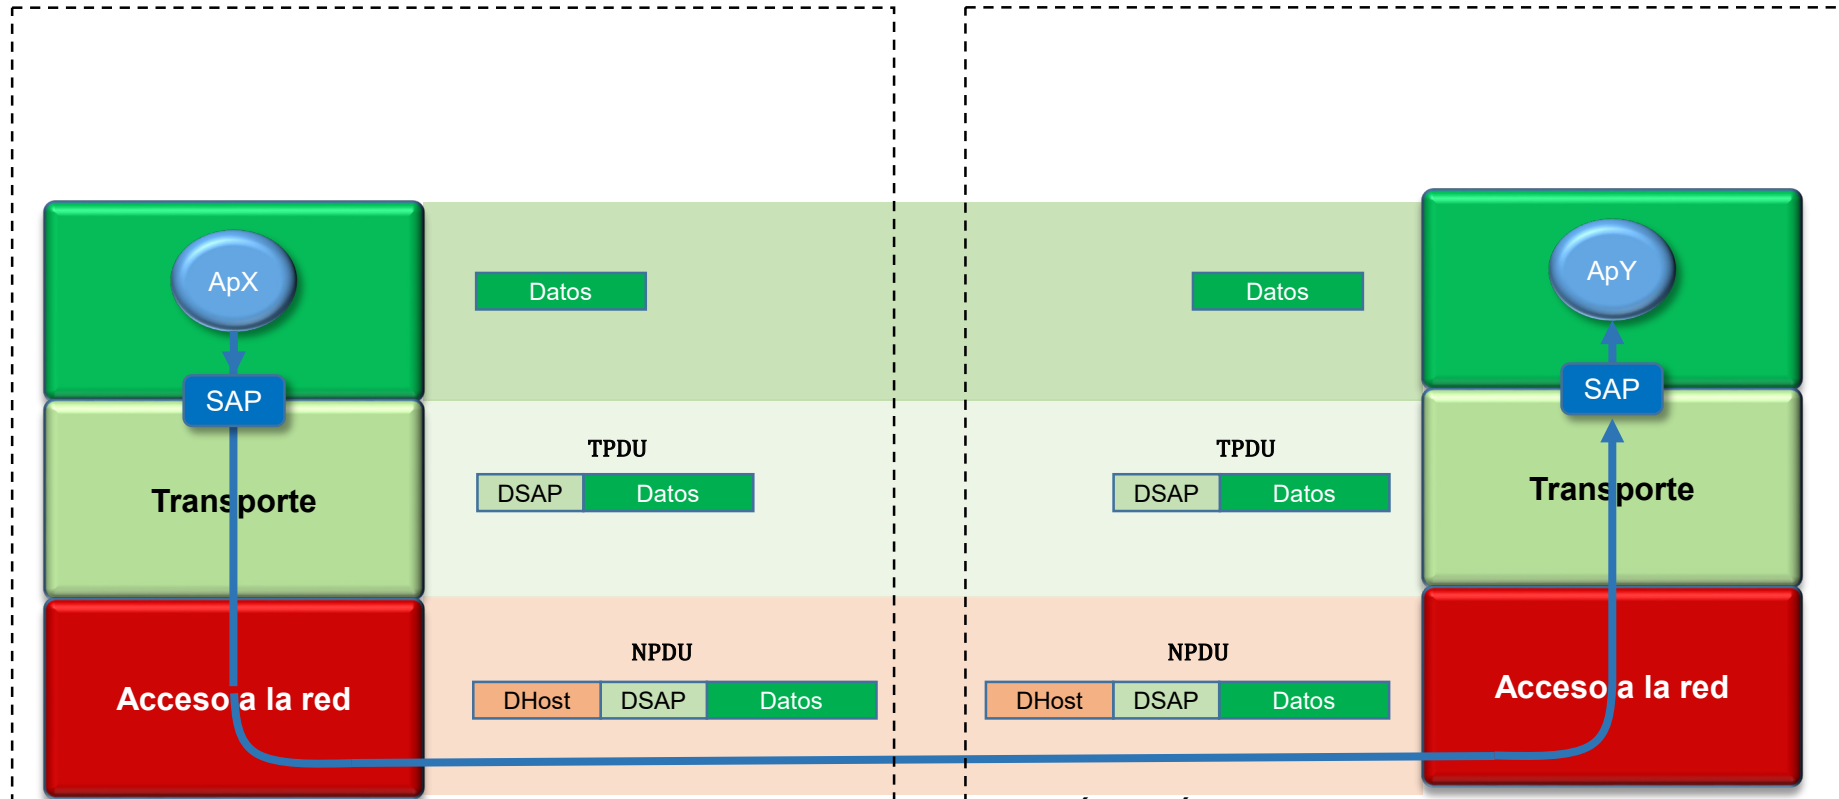 ApX
Datos
Datos
ApY
SAP
SAP
TPDU
TPDU
Transporte
DSAP Datos
DSAP Datos
Transporte
NPDU
NPDU
Acceso a la red
DHost DSAP Datos
DHost DSAP Datos
Acceso a la red